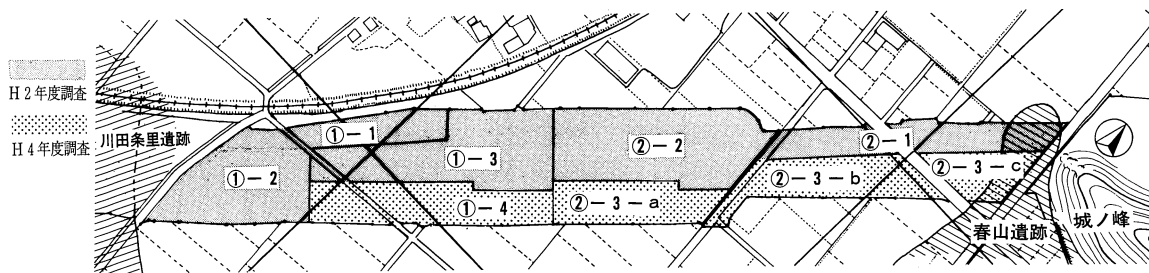 H2年度調査
H4年度調査
川田条里遺跡
①-1
①-2
①-3
①-4
②-2
②-3-a
②-1
②-3-b
②-3-c
春山遺跡
城ノ峰